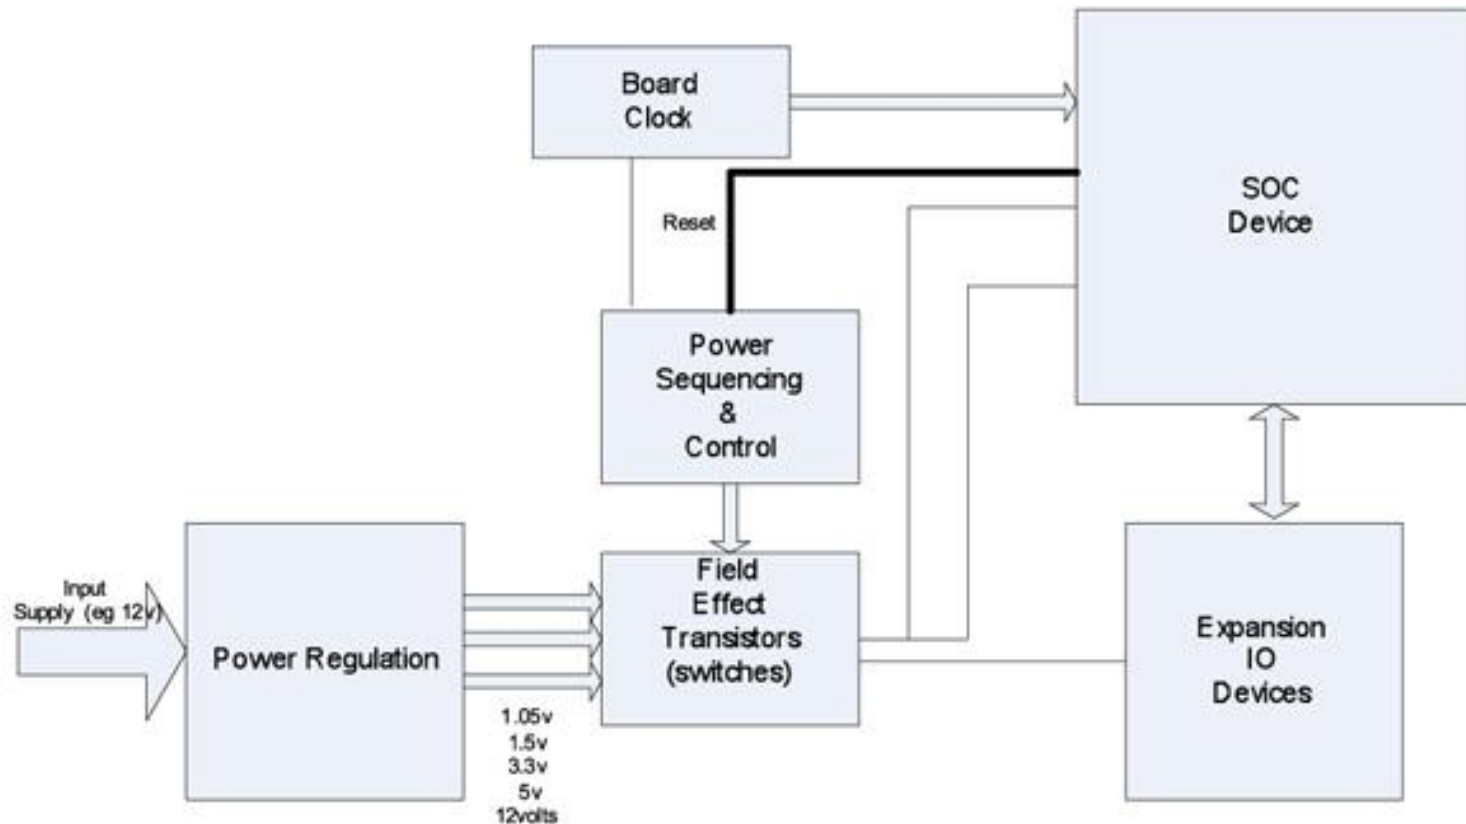 Board
Clock
SOC
Device
Reset
Power
Sequencing
&
Control
Input
Supply (eg 12v)
Power Regulation
Field
Effect
Transistors
(switches)
Expansion
IO
Devices
1.05v
1.5v
3.3v
5v
12volts